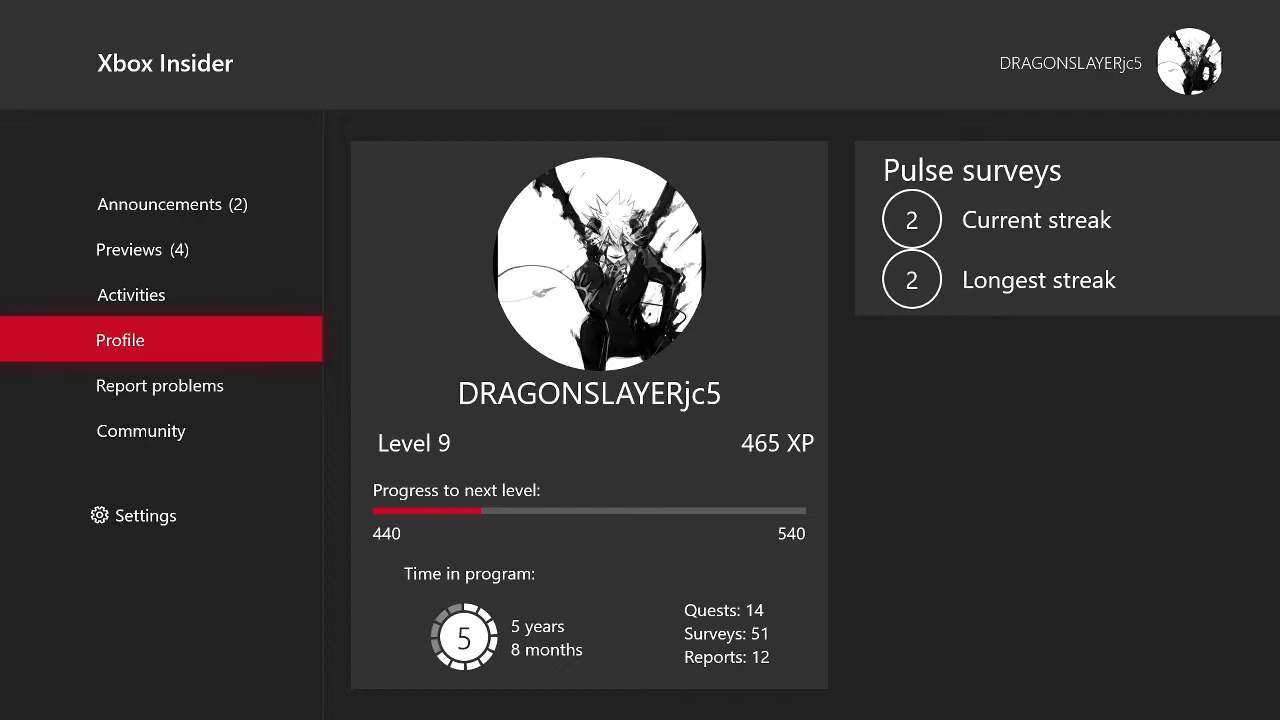 Xbox Insider
DRAGONSLAYERjc5
Announcements (2)
Previews (4)
Activities
Profile
Report problems
Community
Settings
DRAGONSLAYERjc5
Level 9
465 XP
Progress to next level:
440
540
Time in program:
5
5 years
8 months
Quests: 14
Surveys: 51
Reports: 12
Pulse surveys
2 Current streak
2 Longest streak